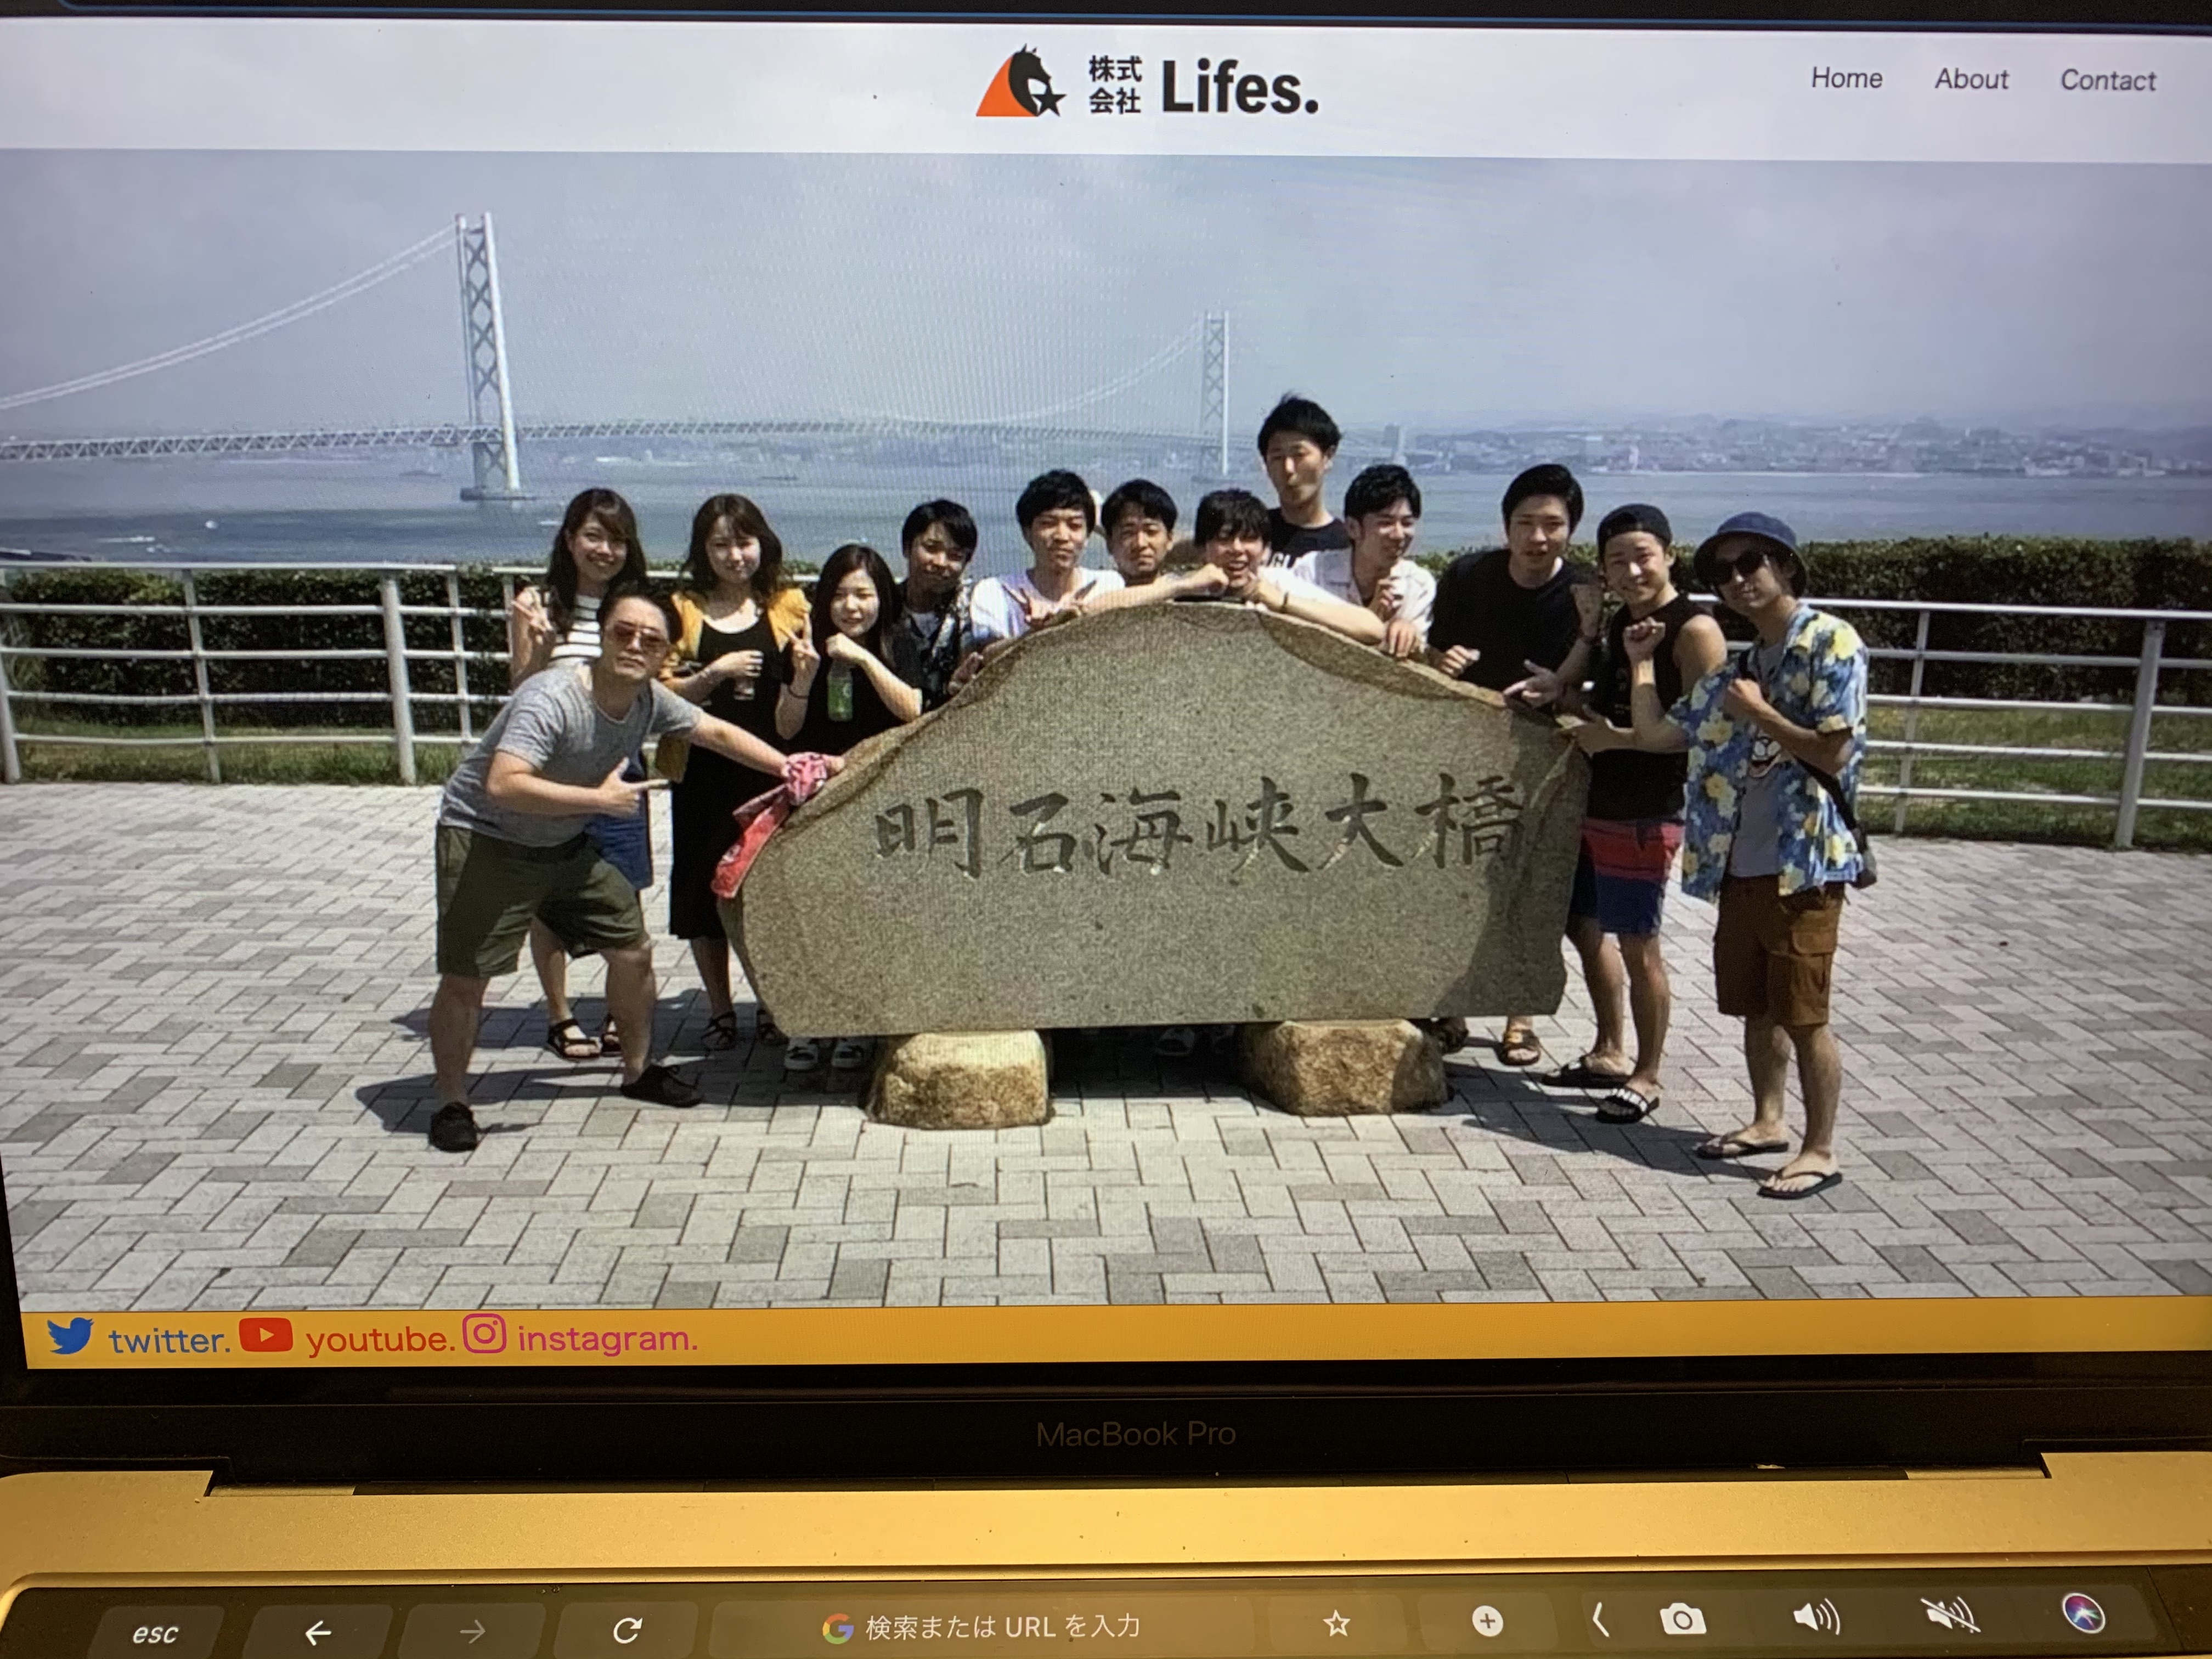 株式
会社 Lifes.
Home About Contact
明石海峡大橋
twitter. youtube. instagram.
MacBook Pro
esc 検索または URL を入力